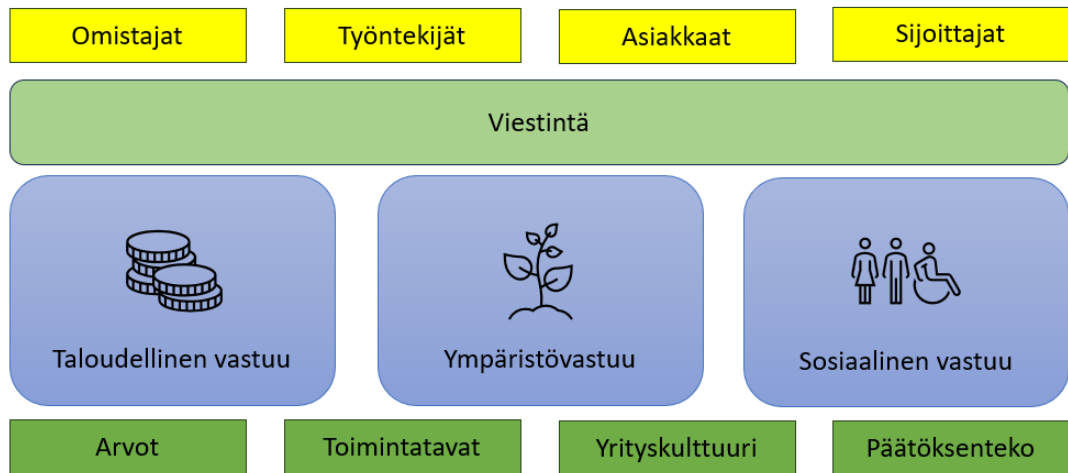 Omistajat
Työntekijät
Asiakkaat
Sijoittajat
Viestintä
Taloudellinen vastuu
Ympäristövastuu
Sosiaalinen vastuu
Arvot
Toimintatavat
Yrityskulttuuri
Päätöksenteko